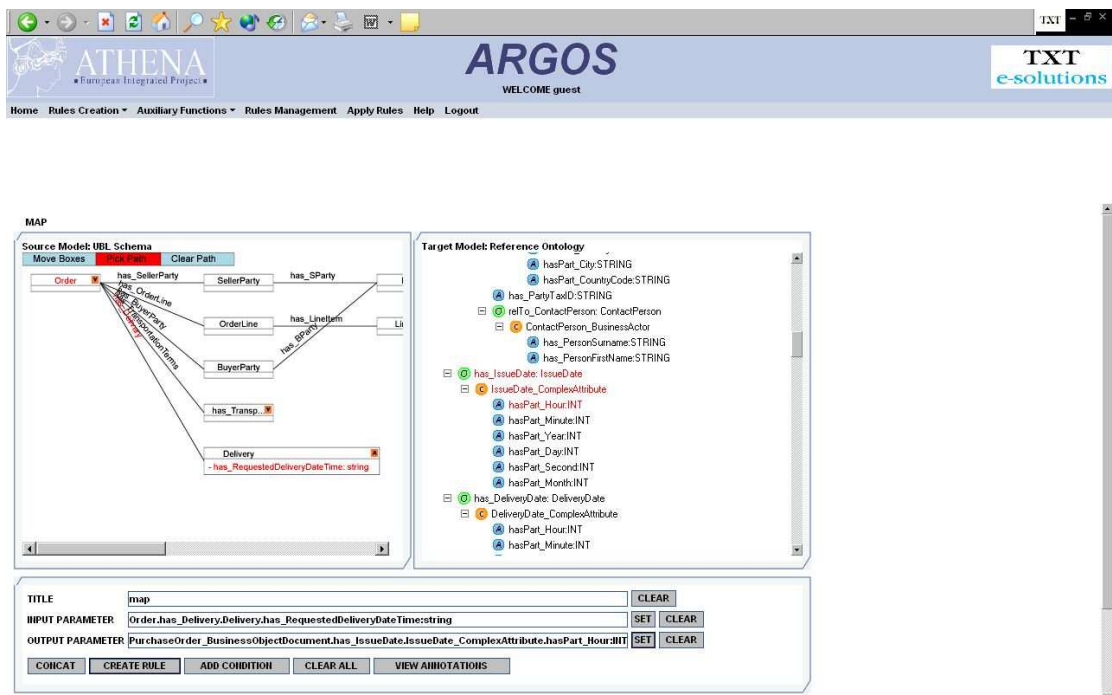 TXT
ATHENA
European Integrated Project
ARGOS
WELCOME guest
TXT
e-solutions
Home Rules Creation Auxiliary Functions Rules Management Apply Rules Help Logout
MAP
Source Model: UBL Schema
Move Boxes Pick Path Clear Path
Order
has_SellerParty
SellerParty
has_SParty
has_OrderLine
OrderLine
has_LineItem
Li
has_BuyerParty
BuyerParty
has_BParty
has_TransportationTerms
has_Transp...
has_Delivery
Delivery
- has_RequestedDeliveryDateTime: string
Target Model: Reference Ontology
hasPart_City:STRING
hasPart_CountryCode:STRING
has_PartyTaxID:STRING
relTo_ContactPerson: ContactPerson
ContactPerson_BusinessActor
has_PersonSurname:STRING
has_PersonFirstName:STRING
has_IssueDate: IssueDate
IssueDate_ComplexAttribute
hasPart_Hour:INT
hasPart_Minute:INT
hasPart_Year:INT
hasPart_Day:INT
hasPart_Second:INT
hasPart_Month:INT
has_DeliveryDate: DeliveryDate
DeliveryDate_ComplexAttribute
hasPart_Hour:INT
hasPart_Minute:INT
TITLE map CLEAR
INPUT PARAMETER Order.has_Delivery.Delivery.has_RequestedDeliveryDateTime:string SET CLEAR
OUTPUT PARAMETER PurchaseOrder_BusinessObjectDocument.has_IssueDate.IssueDate_ComplexAttribute.hasPart_Hour:INT SET CLEAR
CONCAT CREATE RULE ADD CONDITION CLEAR ALL VIEW ANNOTATIONS